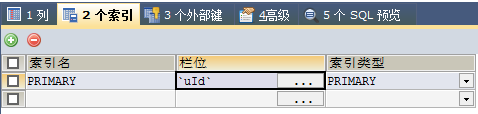 1 列 2 个索引 3 个外部键 4高级 5 个 SQL 预览
索引名 栏位 索引类型
PRIMARY `uId` ... PRIMARY
...